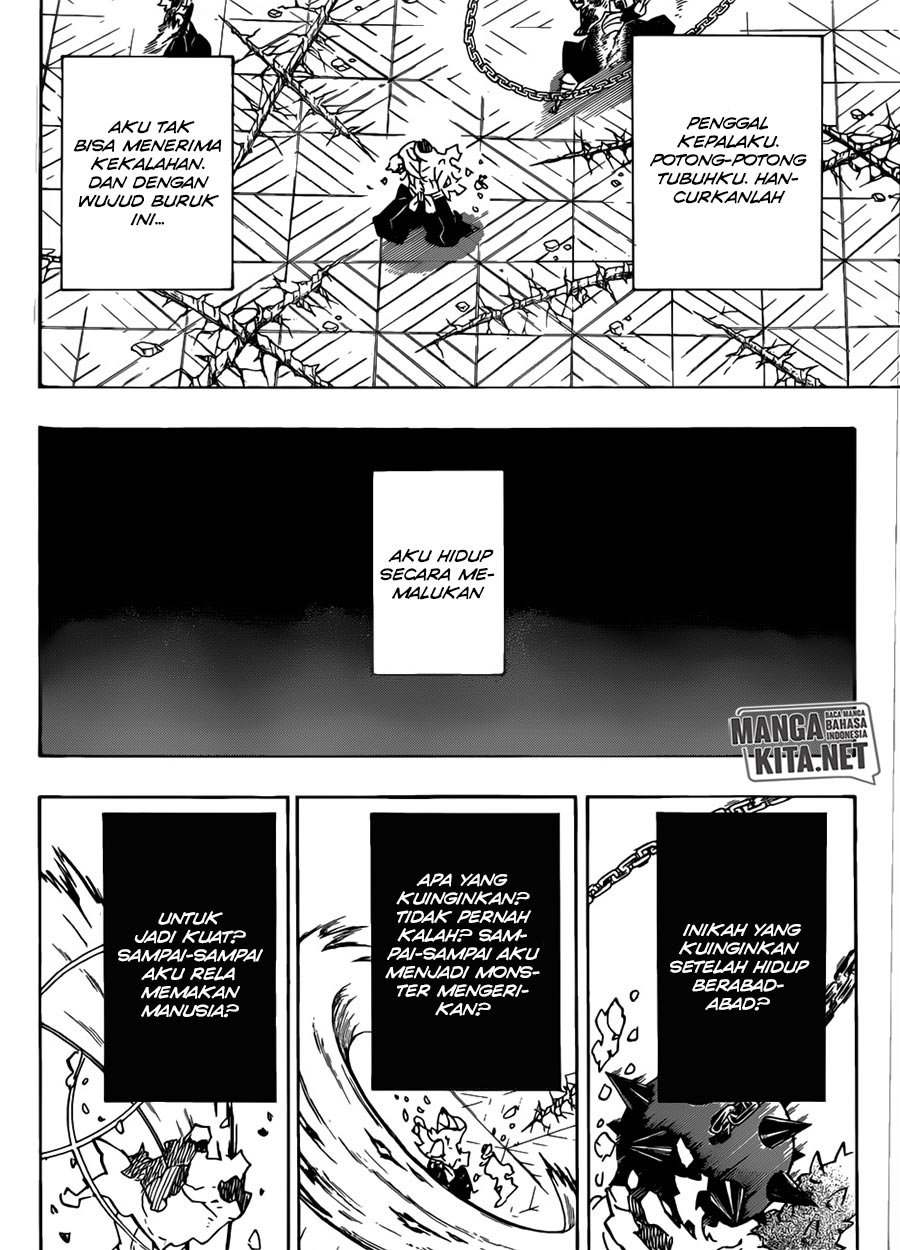 PENGGAL
KEPALAKU.
POTONG-POTONG
TUBUHKU. HAN-
CURKANLAH
AKU TAK
BISA MENERIMA
KEKALAHAN.
DAN DENGAN
WUJUD BURUK
INI...
AKU HIDUP
SECARA ME-
MALUKAN
MANGA
KITA.NET
BACA MANGA
BAHASA
INDONESIA
INIKAH YANG
KUINGINKAN
SETELAH HIDUP
BERABAD-
ABAD?
APA YANG
KUINGINKAN?
TIDAK PERNAH
KALAH? SAM-
PAI-SAMPAI AKU
MENJADI MONS-
TER MENGERI-
KAN?
UNTUK
JADI KUAT?
SAMPAI-SAMPAI
AKU RELA
MEMAKAN
MANUSIA?